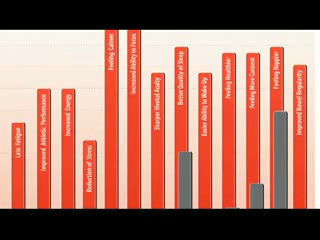 Less Fatigue
Improved Athletic Performance
Increased Energy
Reduction of Stress
Feeling Calmer
Increased Ability to Focus
Sharper Mental Acuity
Better Quality of Sleep
Easier Ability to Wake Up
Feeling Healthier
Feeling More Content
Feeling Happier
Improved Bowel Regularity